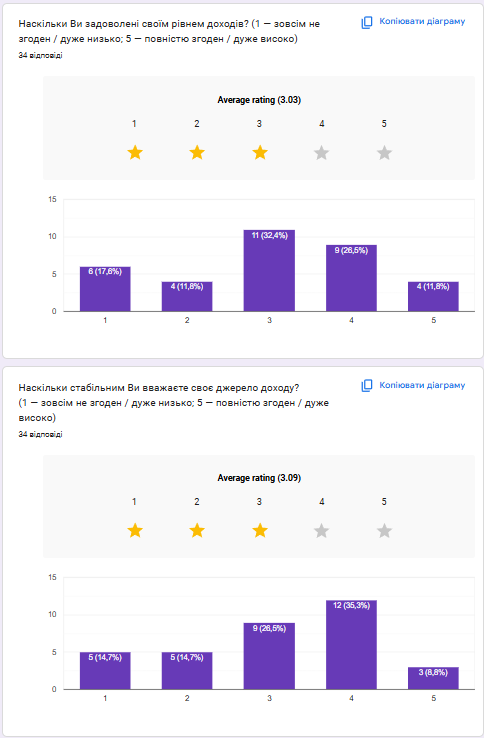 Наскільки Ви задоволені своїм рівнем доходів? (1 — зовсім не
згоден / дуже низько; 5 — повністю згоден / дуже високо)
Копіювати діаграму
34 відповіді
Average rating (3.03)
1 2 3 4 5
15
10
5
0
6 (17,6%)
4 (11,8%)
11 (32,4%)
9 (26,5%)
4 (11,8%)
1 2 3 4 5
Наскільки стабільним Ви вважаєте своє джерело доходу?
(1 — зовсім не згоден / дуже низько; 5 — повністю згоден / дуже
високо)
Копіювати діаграму
34 відповіді
Average rating (3.09)
1 2 3 4 5
15
10
5
0
5 (14,7%)
5 (14,7%)
9 (26,5%)
12 (35,3%)
3 (8,8%)
1 2 3 4 5